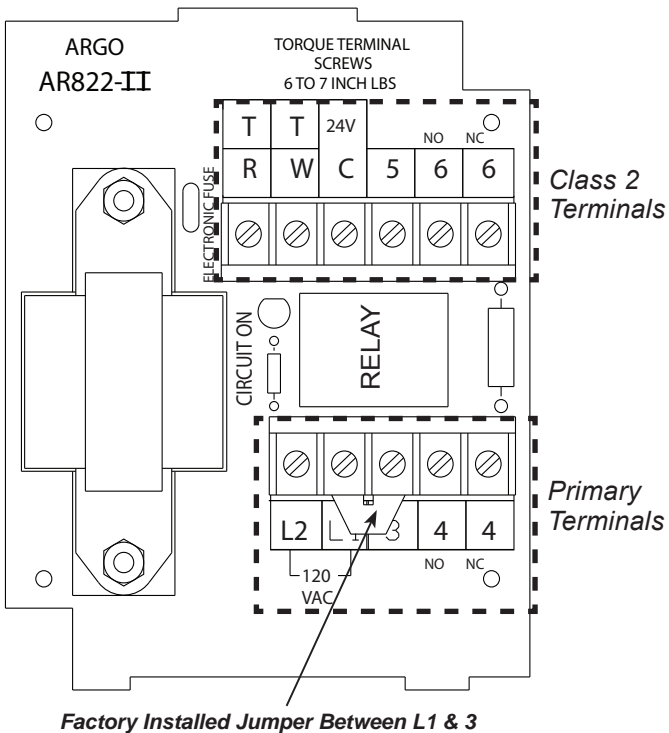 ARGO
AR822-II
TORQUE TERMINAL
SCREWS
6 TO 7 INCH LBS
T T 24V NO NC
R W C 5 6 6
Class 2
Terminals
ELECTRONIC FUSE
CIRCUIT ON
RELAY
Primary
Terminals
L2 L1 3 4 4
NO NC
120
VAC
Factory Installed Jumper Between L1 & 3